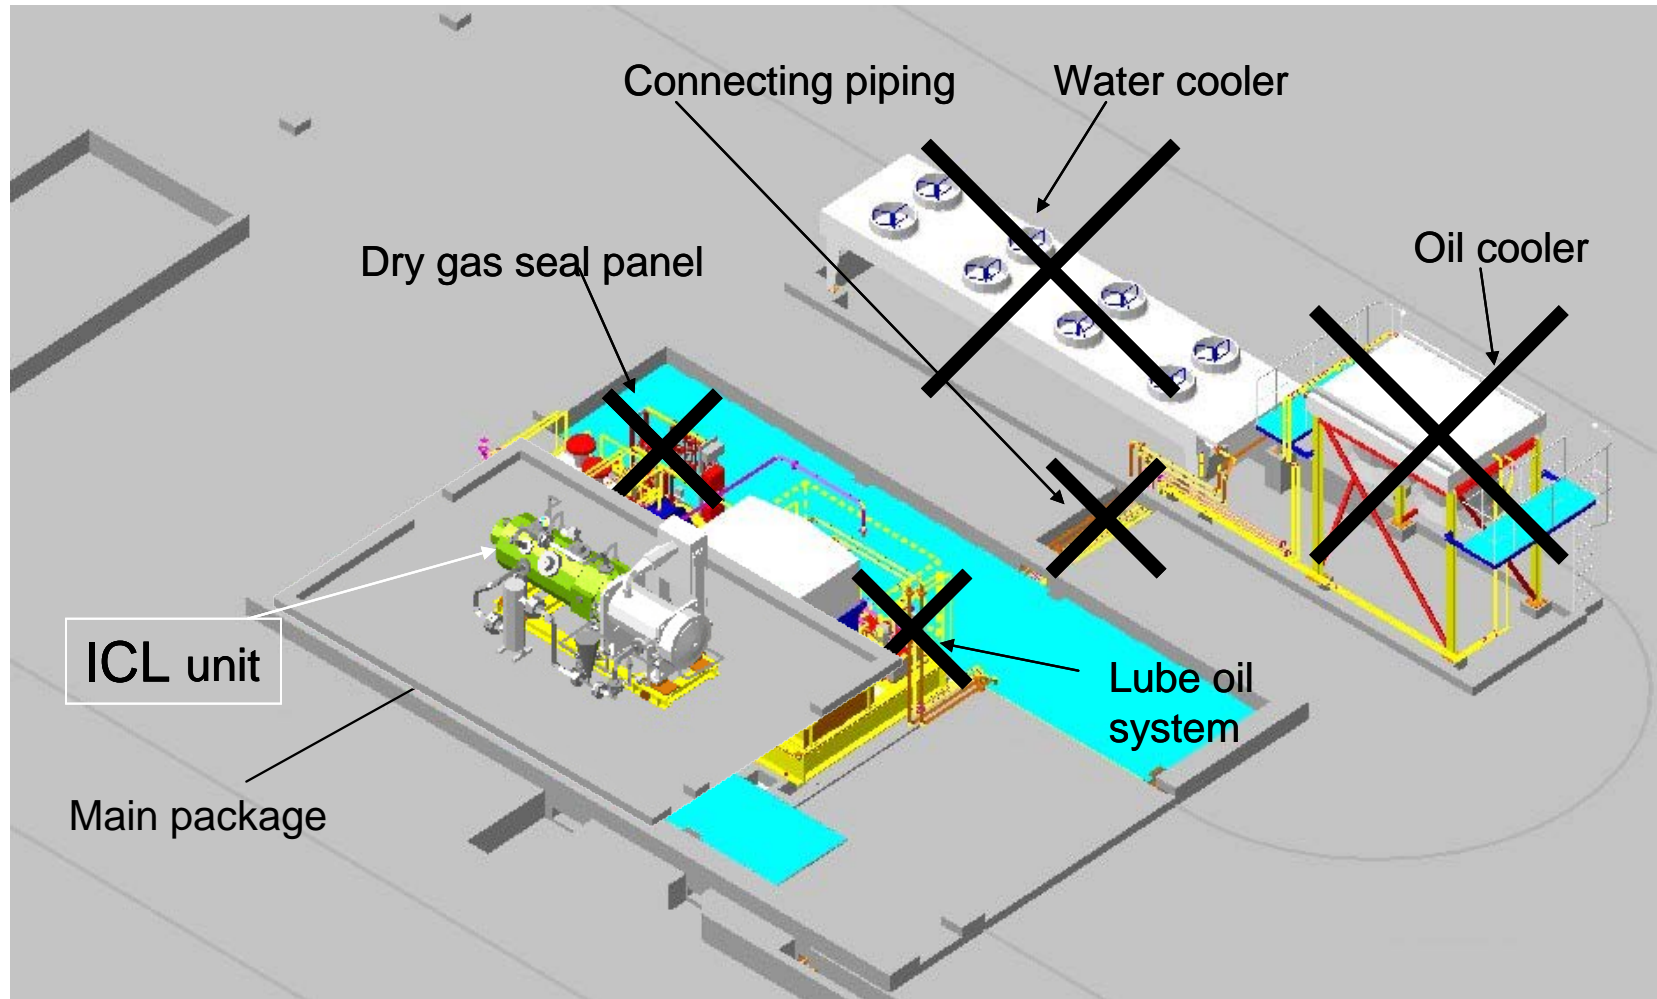 Connecting piping
Water cooler
Dry gas seal panel
Oil cooler
ICL unit
Lube oil
system
Main package